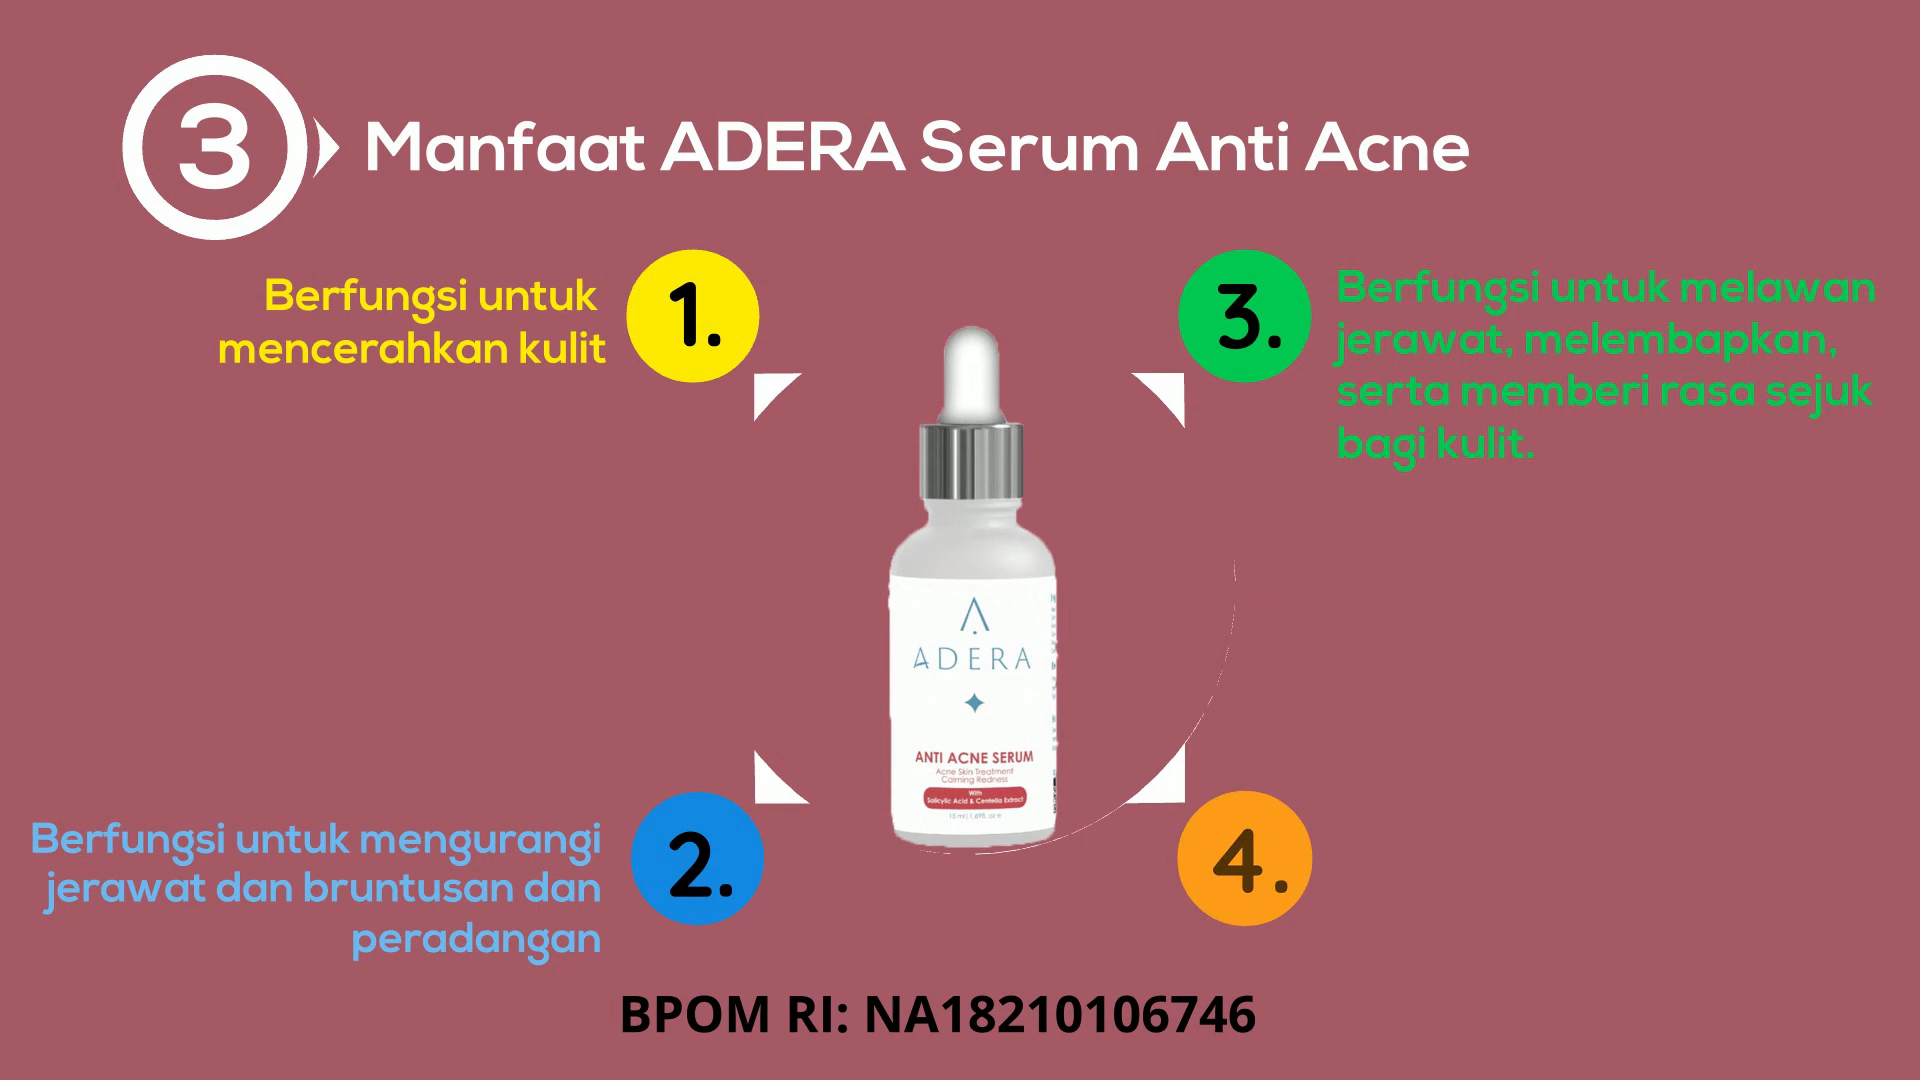 3
Manfaat ADERA Serum Anti Acne
1.
Berfungsi untuk
mencerahkan kulit
2.
Berfungsi untuk mengurangi
jerawat dan bruntusan dan
peradangan
3.
Berfungsi untuk melawan
jerawat, melembapkan,
serta memberi rasa sejuk
bagi kulit.
4.
ADERA
ANTI ACNE SERUM
Acne Skin Treatment
Calming Redness
With
Salicylic Acid & Centella Extract
BPOM RI: NA18210106746